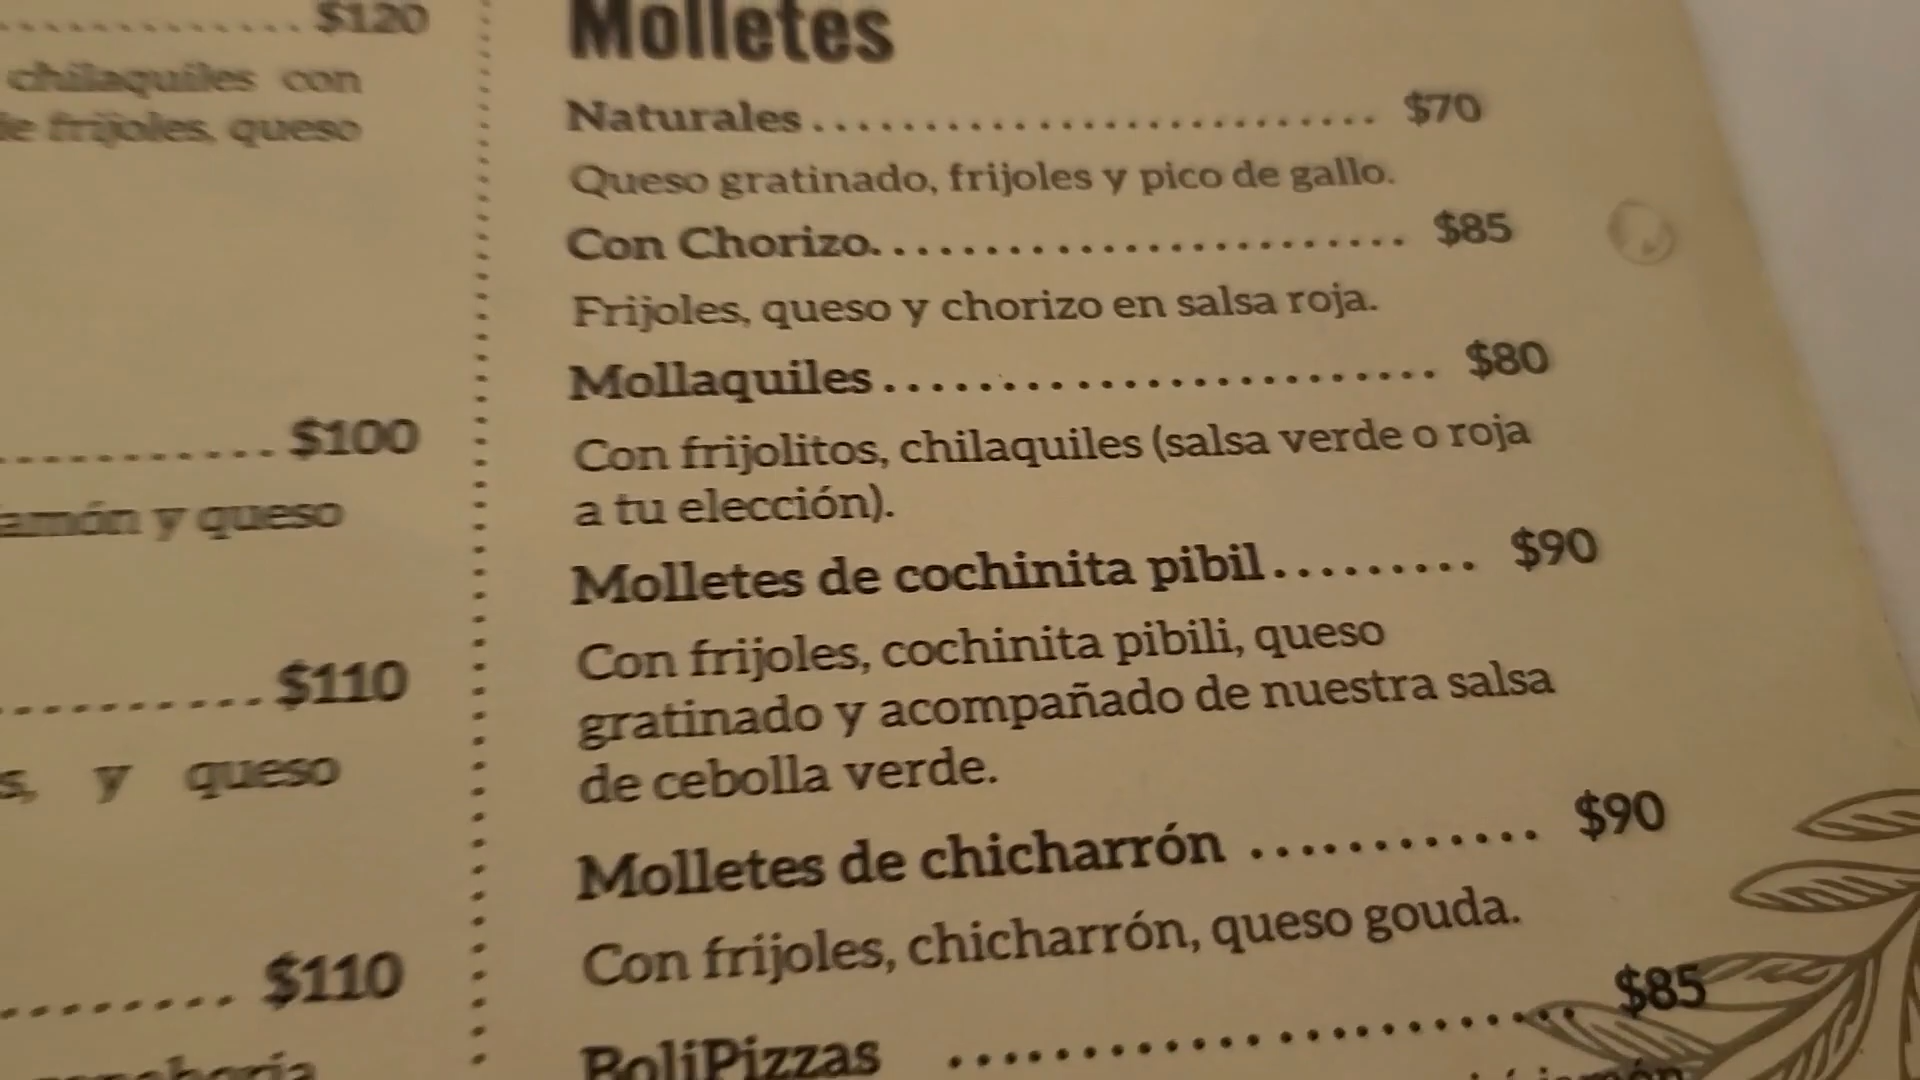 $120
chilaquiles con
de frijoles, queso
$100
jamón y queso
$110
s, y queso
$110
Molletes
Naturales.......................... $70
Queso gratinado, frijoles y pico de gallo.
Con Chorizo........................ $85
Frijoles, queso y chorizo en salsa roja.
Mollaquiles........................ $80
Con frijolitos, chilaquiles (salsa verde o roja
a tu elección).
Molletes de cochinita pibil......... $90
Con frijoles, cochinita pibili, queso
gratinado y acompañado de nuestra salsa
de cebolla verde.
Molletes de chicharrón ............ $90
Con frijoles, chicharrón, queso gouda.
BoliPizzas ........................... $85
jamón